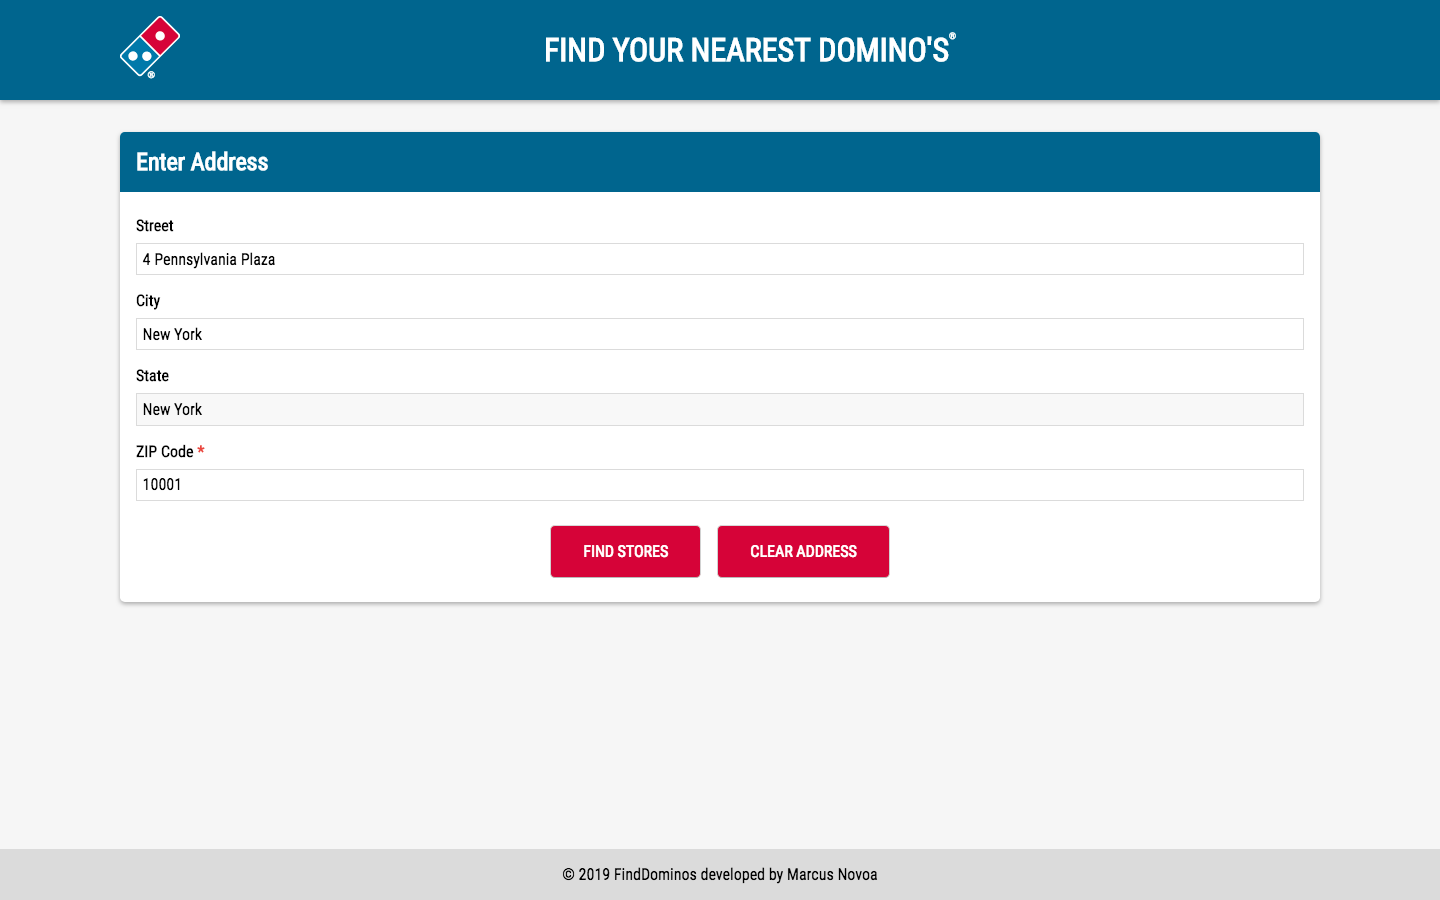 ®
FIND YOUR NEAREST DOMINO'S®
Enter Address
Street
4 Pennsylvania Plaza
City
New York
State
New York
ZIP Code *
10001
FIND STORES
CLEAR ADDRESS
© 2019 FindDominos developed by Marcus Novoa